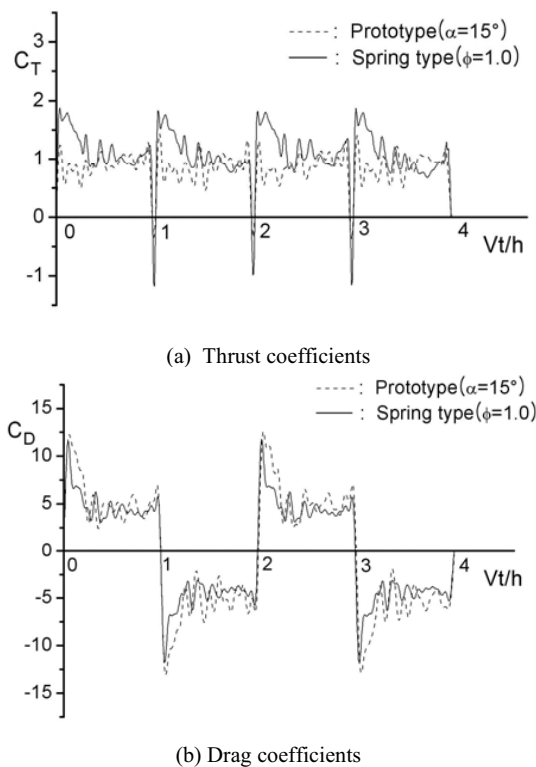 C_T
3
2
1
0
-1
0 1 2 3 4
Vt/h
---- : Prototype(α=15°)
—— : Spring type(ϕ=1.0)
(a) Thrust coefficients
C_D
15
10
5
0
-5
-10
-15
0 1 2 3 4
Vt/h
---- : Prototype(α=15°)
—— : Spring type(ϕ=1.0)
(b) Drag coefficients